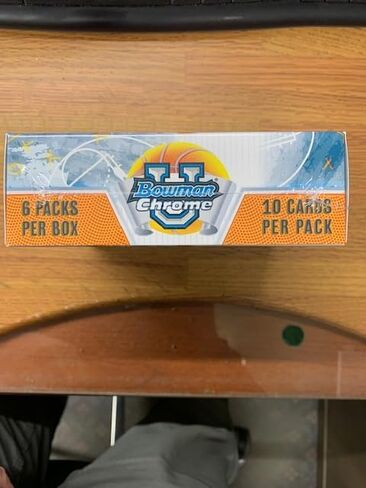 U
Bowman
Chrome
6 PACKS
PER BOX
10 CARDS
PER PACK